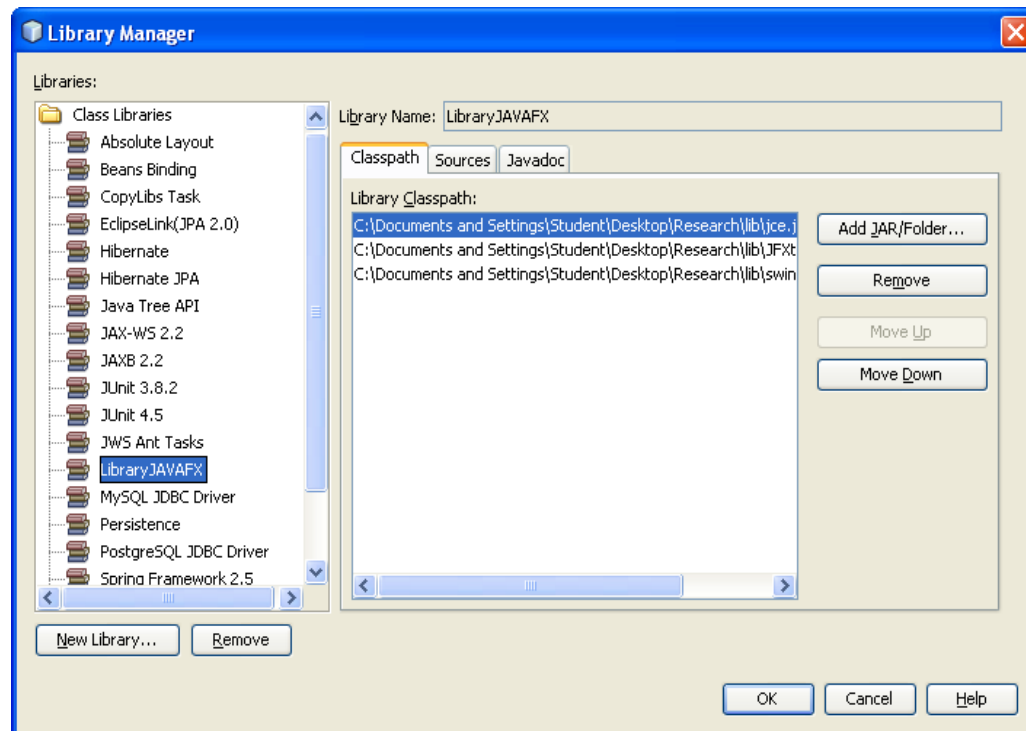 Library Manager
Libraries:
Class Libraries
Absolute Layout
Beans Binding
CopyLibs Task
EclipseLink(JPA 2.0)
Hibernate
Hibernate JPA
Java Tree API
JAX-WS 2.2
JAXB 2.2
JUnit 3.8.2
JUnit 4.5
JWS Ant Tasks
LibraryJAVAFX
MySQL JDBC Driver
Persistence
PostgreSQL JDBC Driver
Spring Framework 2.5
New Library...
Remove
Library Name: LibraryJAVAFX
Classpath Sources Javadoc
Library Classpath:
C:\Documents and Settings\Student\Desktop\Research\lib\jce.j
C:\Documents and Settings\Student\Desktop\Research\lib\JFXt
C:\Documents and Settings\Student\Desktop\Research\lib\swin
Add JAR/Folder...
Remove
Move Up
Move Down
OK Cancel Help